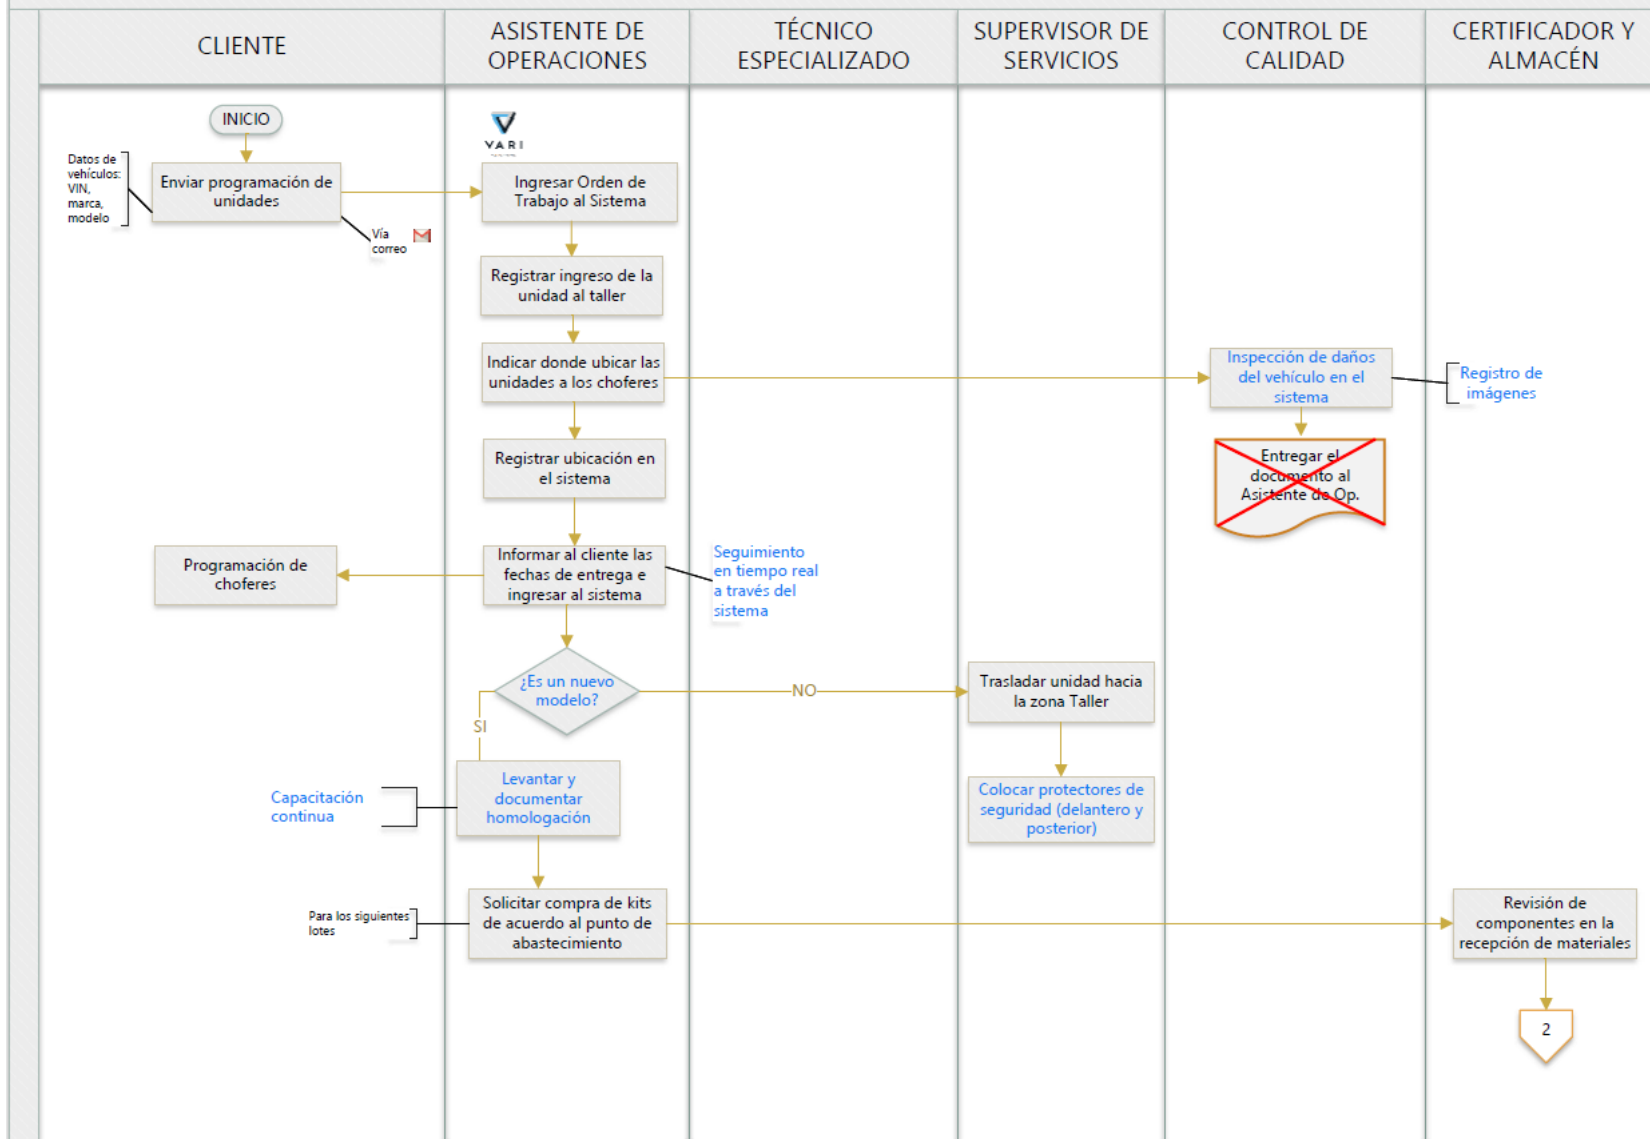 CLIENTE
ASISTENTE DE
OPERACIONES
TÉCNICO
ESPECIALIZADO
SUPERVISOR DE
SERVICIOS
CONTROL DE
CALIDAD
CERTIFICADOR Y
ALMACÉN
INICIO
VARI
Datos de
vehículos:
VIN,
marca,
modelo
Enviar programación de
unidades
Vía
correo
Ingresar Orden de
Trabajo al Sistema
Registrar ingreso de la
unidad al taller
Indicar donde ubicar las
unidades a los choferes
Inspección de daños
del vehículo en el
sistema
Registro de
imágenes
Entregar el
documento al
Asistente de Op.
Registrar ubicación en
el sistema
Programación de
choferes
Informar al cliente las
fechas de entrega e
ingresar al sistema
Seguimiento
en tiempo real
a través del
sistema
¿Es un nuevo
modelo?
NO
SI
Trasladar unidad hacia
la zona Taller
Colocar protectores de
seguridad (delantero y
posterior)
Capacitación
continua
Levantar y
documentar
homologación
Para los siguientes
lotes
Solicitar compra de kits
de acuerdo al punto de
abastecimiento
Revisión de
componentes en la
recepción de materiales
2